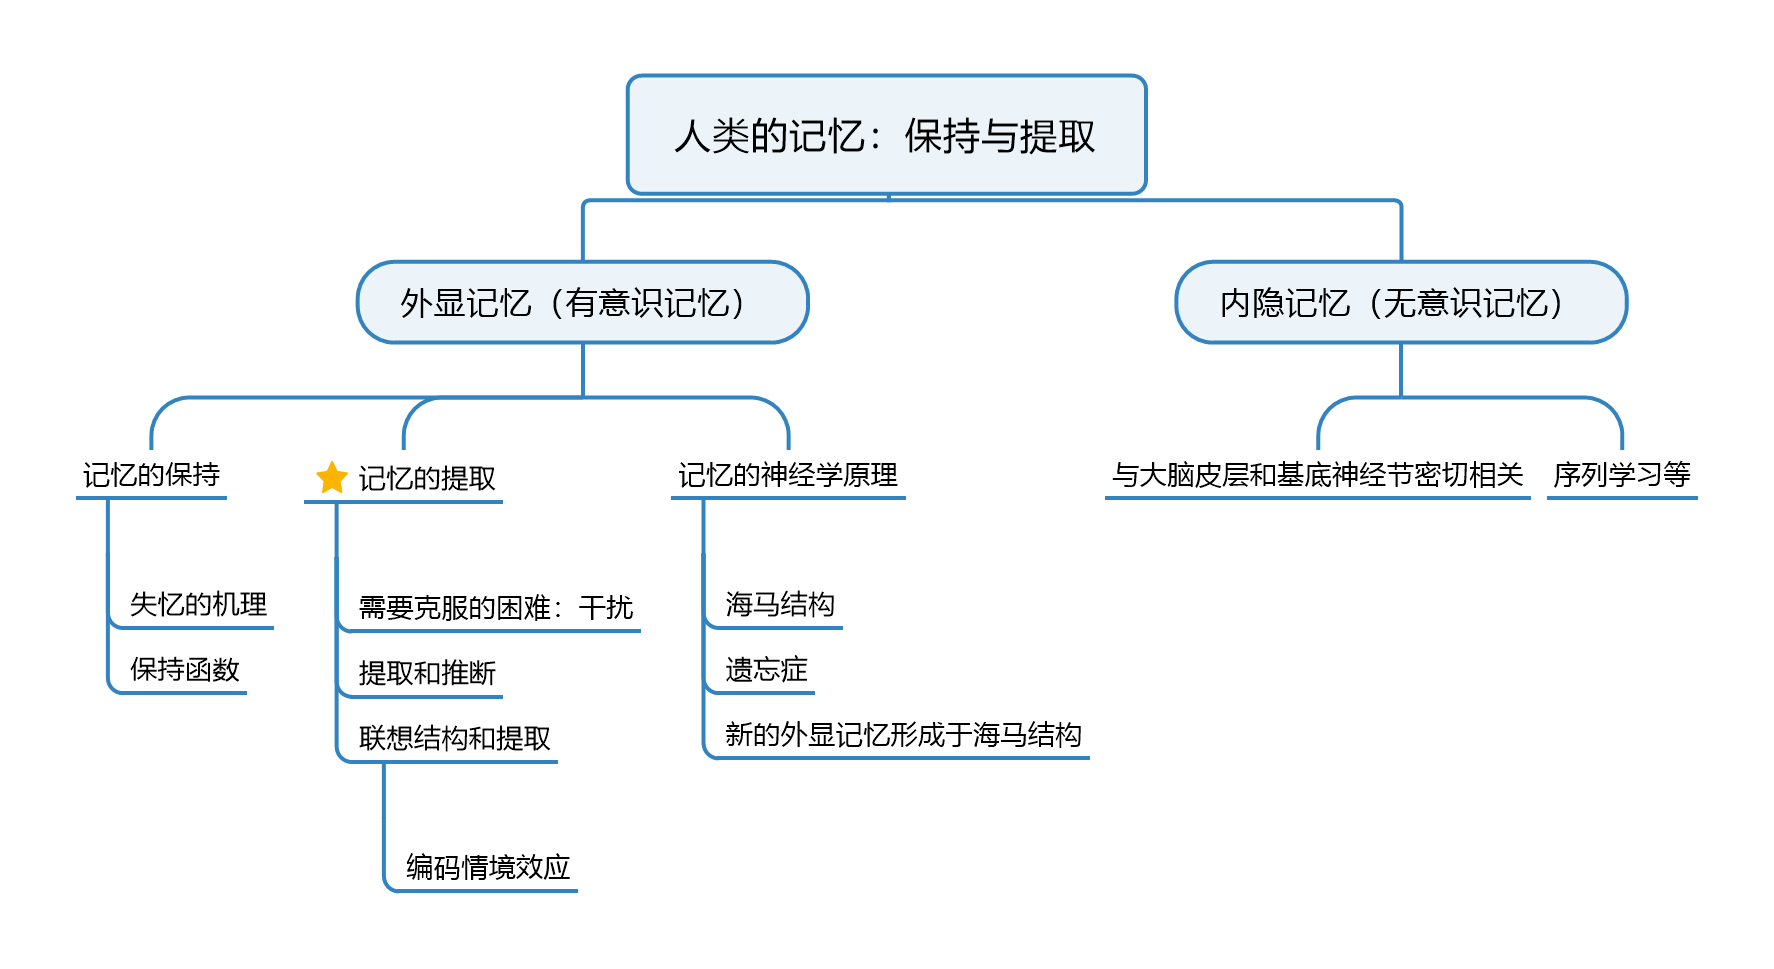 人类的记忆：保持与提取
外显记忆（有意识记忆）
内隐记忆（无意识记忆）
记忆的保持
记忆的提取
记忆的神经学原理
与大脑皮层和基底神经节密切相关
序列学习等
失忆的机理
保持函数
需要克服的困难：干扰
提取和推断
联想结构和提取
编码情境效应
海马结构
遗忘症
新的外显记忆形成于海马结构